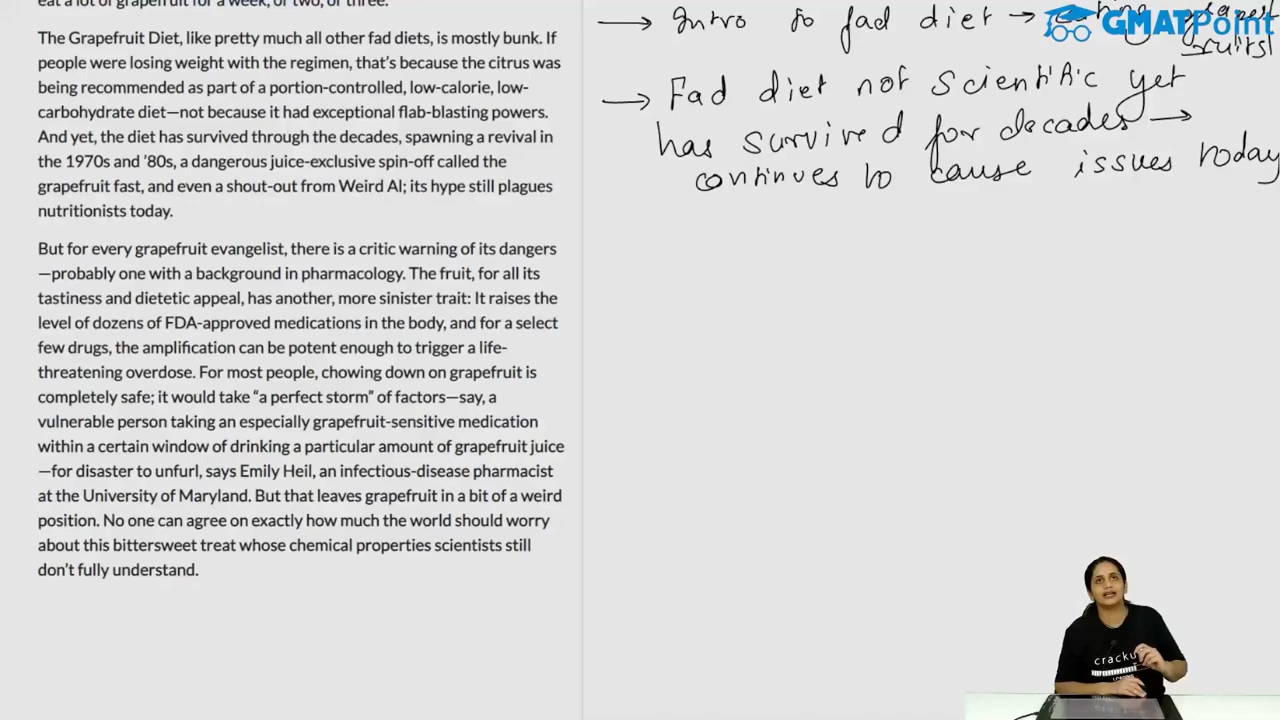 eat a lot of grapefruit for a week, or two, or three.
The Grapefruit Diet, like pretty much all other fad diets, is mostly bunk. If
people were losing weight with the regimen, that's because the citrus was
being recommended as part of a portion-controlled, low-calorie, low-
carbohydrate diet—not because it had exceptional flab-blasting powers.
And yet, the diet has survived through the decades, spawning a revival in
the 1970s and '80s, a dangerous juice-exclusive spin-off called the
grapefruit fast, and even a shout-out from Weird Al; its hype still plagues
nutritionists today.
But for every grapefruit evangelist, there is a critic warning of its dangers
—probably one with a background in pharmacology. The fruit, for all its
tastiness and dietetic appeal, has another, more sinister trait: It raises the
level of dozens of FDA-approved medications in the body, and for a select
few drugs, the amplification can be potent enough to trigger a life-
threatening overdose. For most people, chowing down on grapefruit is
completely safe; it would take “a perfect storm” of factors—say, a
vulnerable person taking an especially grapefruit-sensitive medication
within a certain window of drinking a particular amount of grapefruit juice
—for disaster to unfurl, says Emily Heil, an infectious-disease pharmacist
at the University of Maryland. But that leaves grapefruit in a bit of a weird
position. No one can agree on exactly how much the world should worry
about this bittersweet treat whose chemical properties scientists still
don't fully understand.
→ Intro to fad diet →
GMATPoint
→ Fad diet not scientific yet
has survived for decades →
continues to cause issues today
cracku